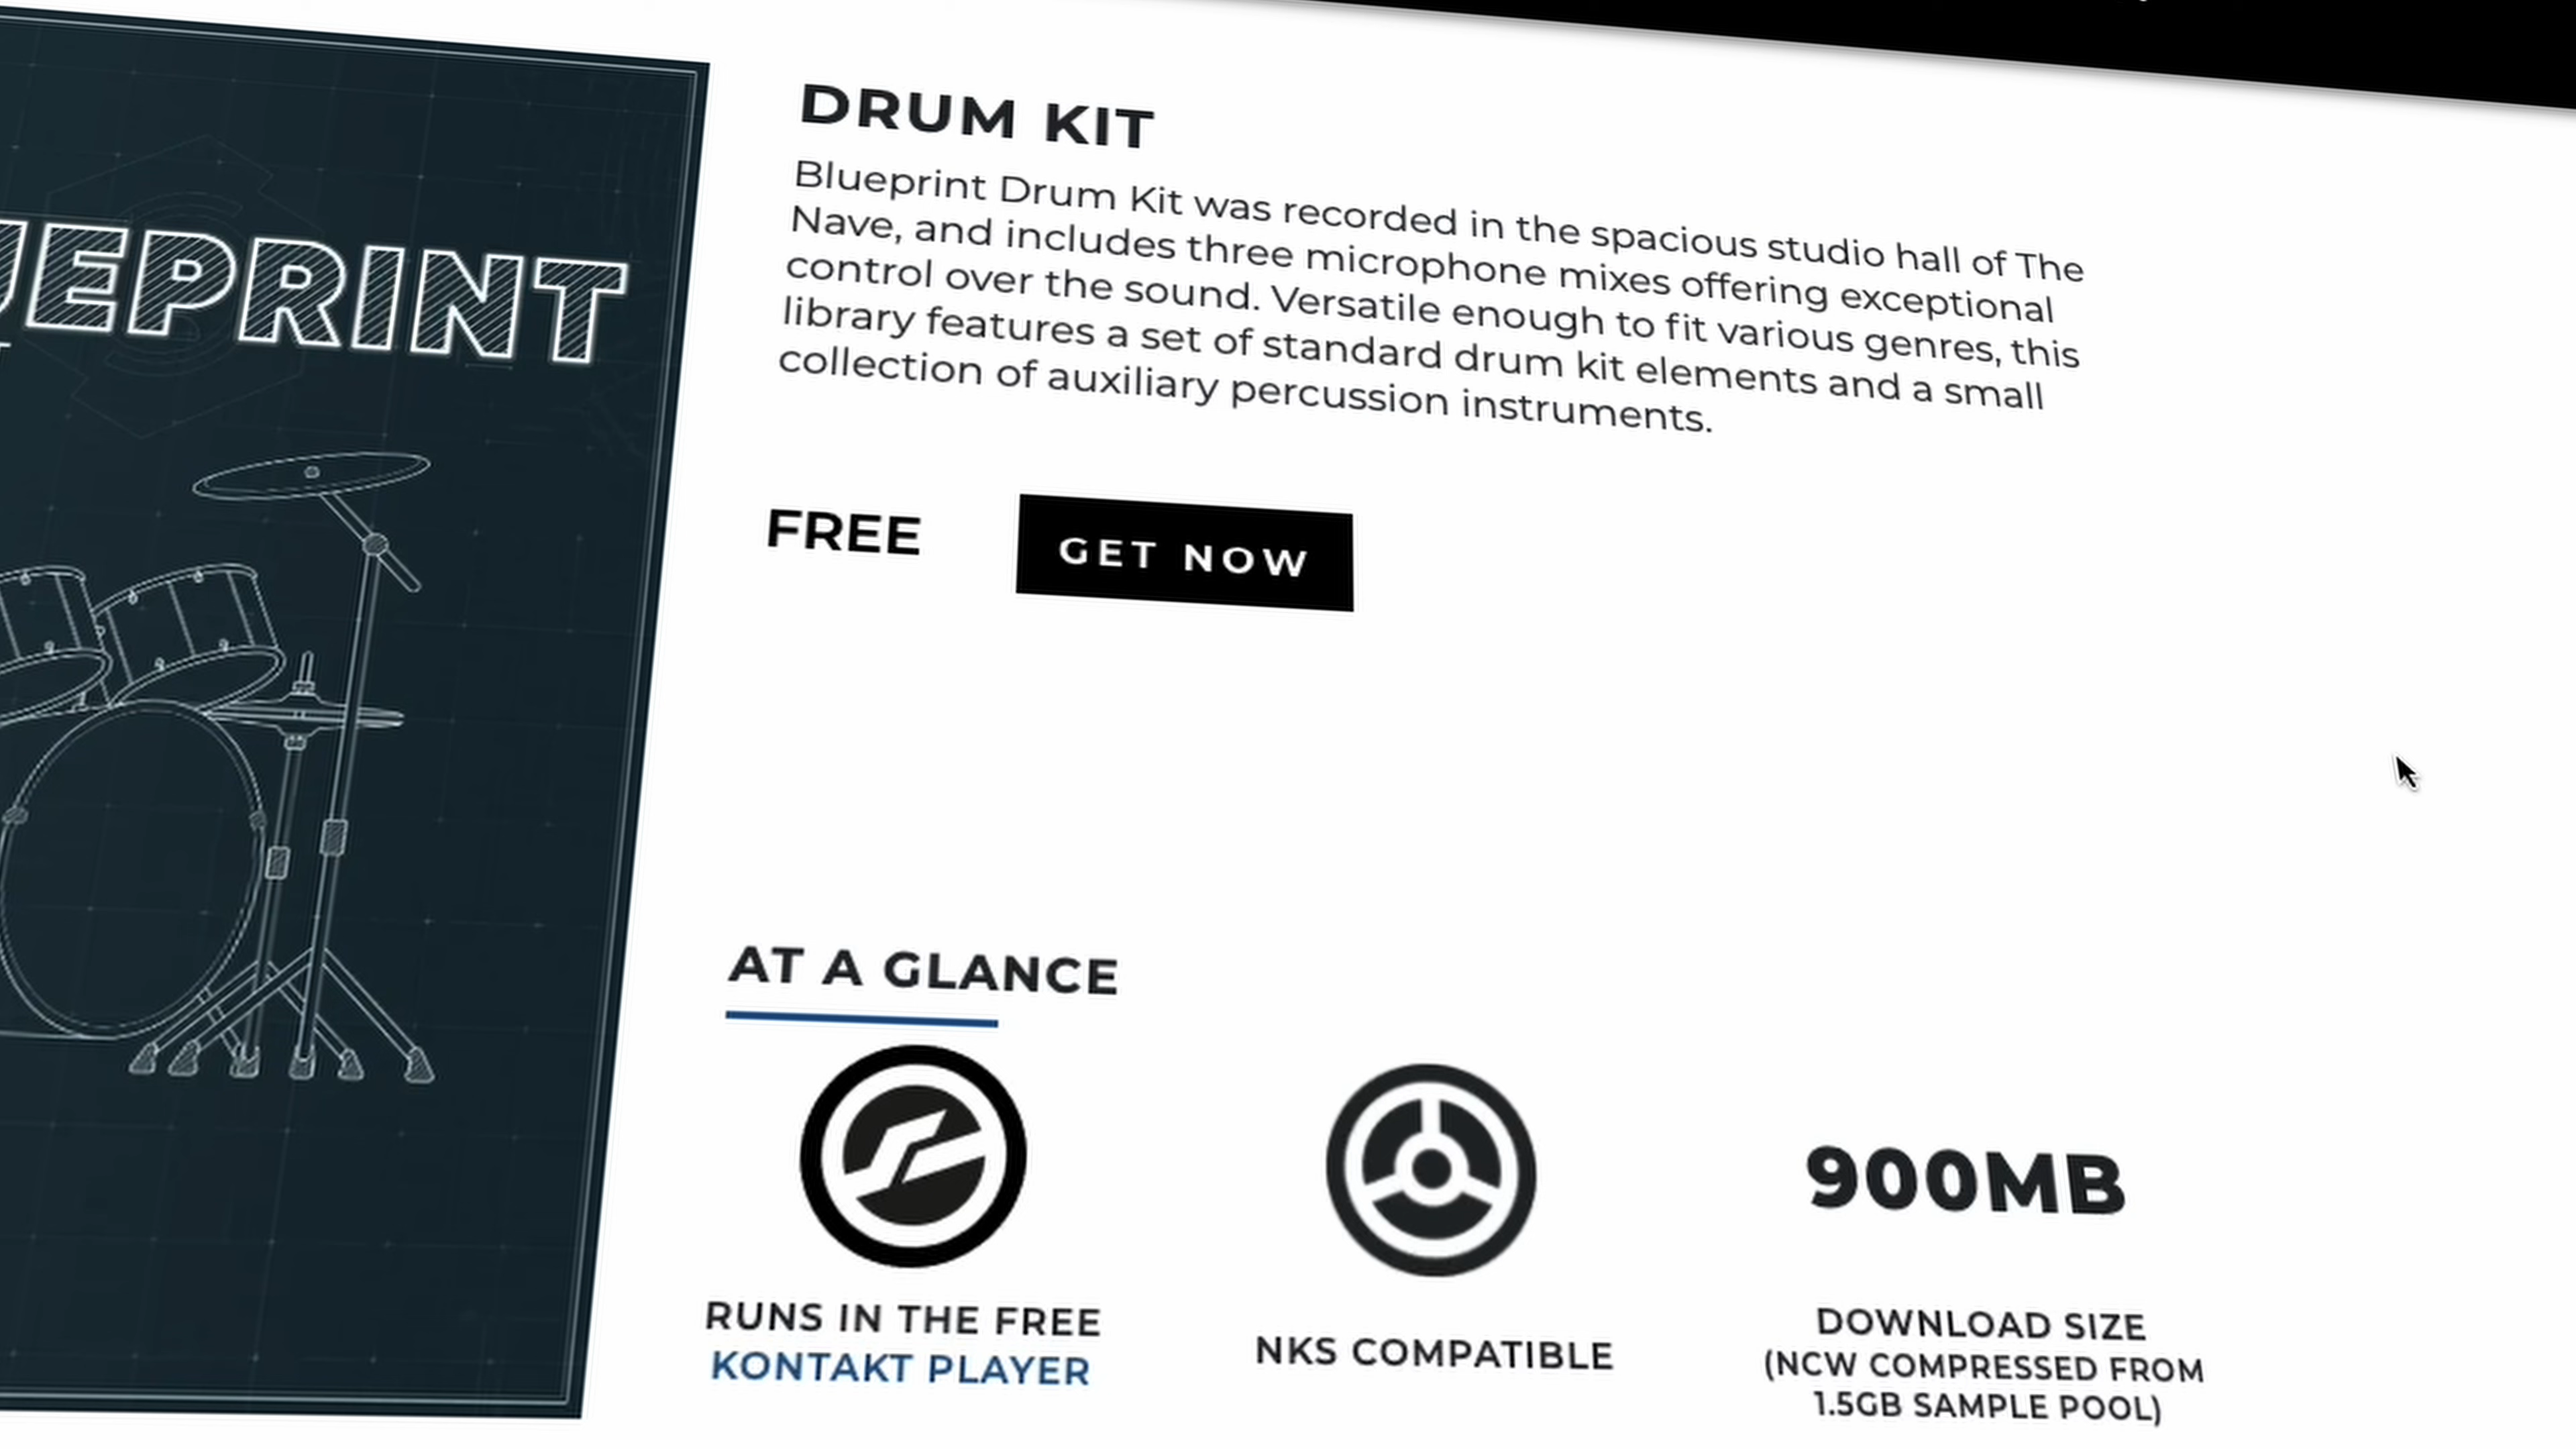 UEPRINT
DRUM KIT
Blueprint Drum Kit was recorded in the spacious studio hall of The
Nave, and includes three microphone mixes offering exceptional
control over the sound. Versatile enough to fit various genres, this
library features a set of standard drum kit elements and a small
collection of auxiliary percussion instruments.
FREE
GET NOW
AT A GLANCE
RUNS IN THE FREE
KONTAKT PLAYER
NKS COMPATIBLE
900MB
DOWNLOAD SIZE
(NCW COMPRESSED FROM
1.5GB SAMPLE POOL)